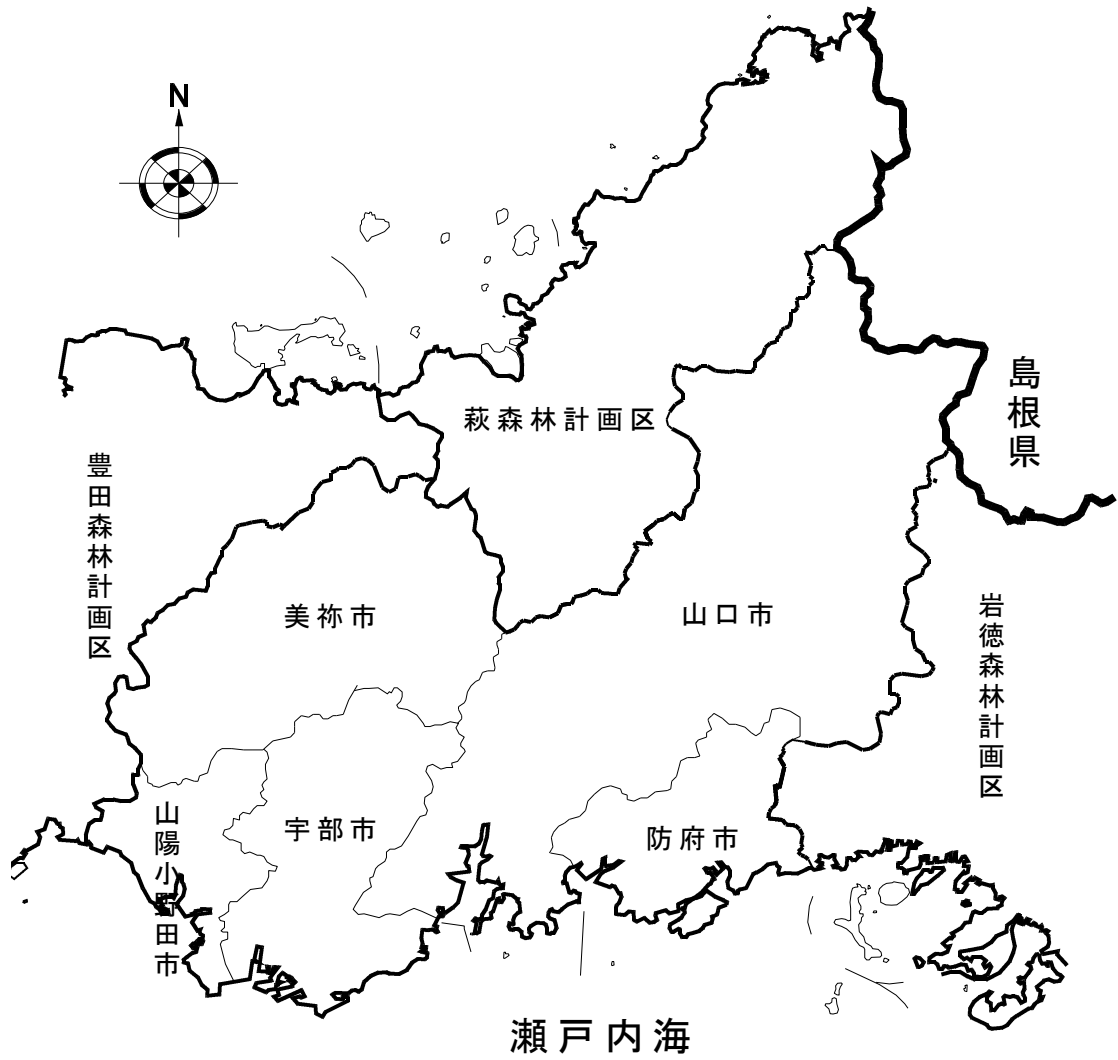 N
島根県
萩森林計画区
豊田森林計画区
美祢市
山口市
岩徳森林計画区
山陽小野田市
宇部市
防府市
瀬戸内海